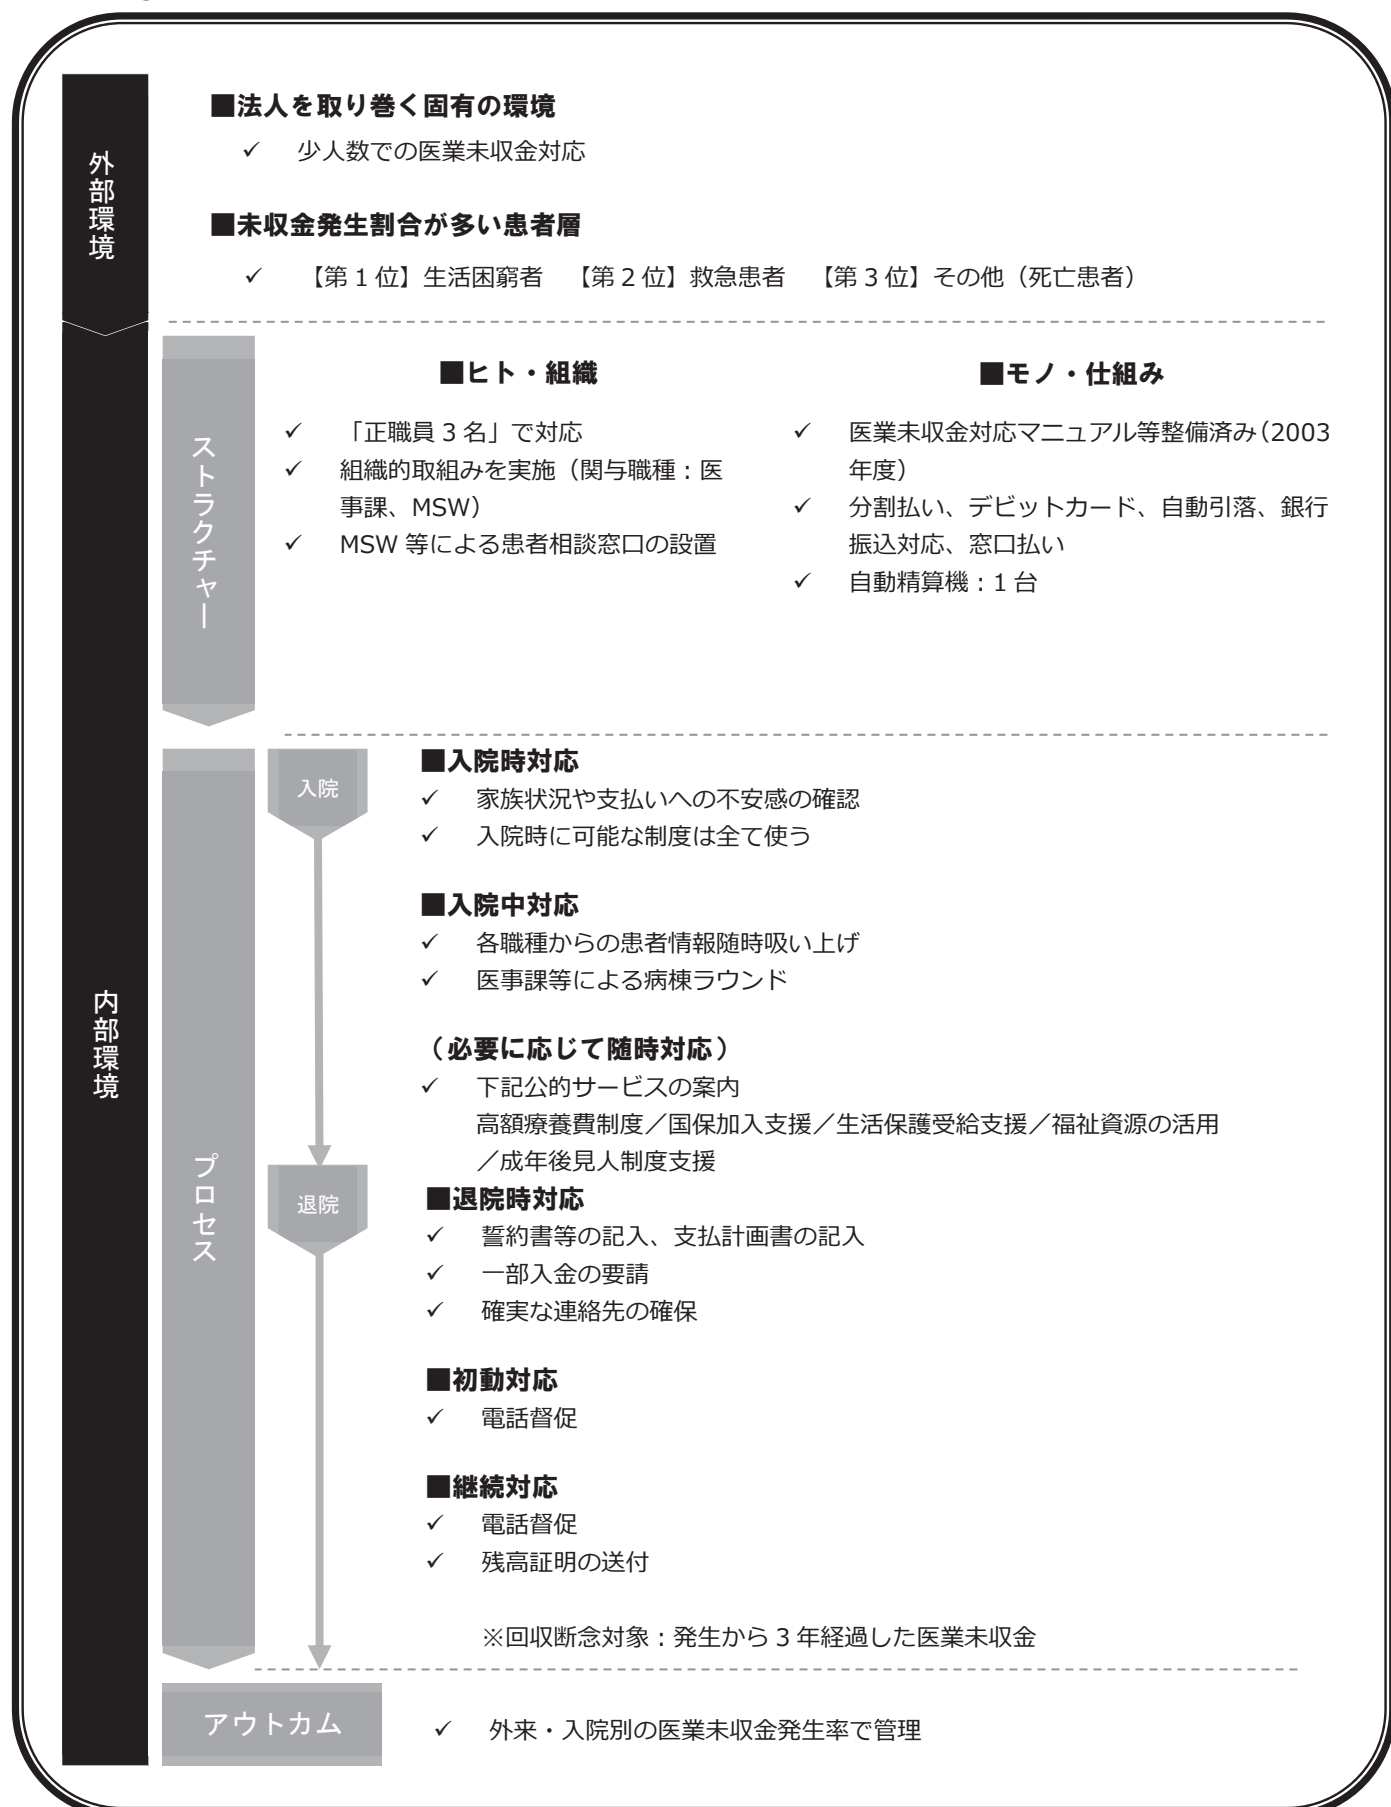 外部環境
■法人を取り巻く固有の環境
✓ 少人数での医業未収金対応
■未収金発生割合が多い患者層
✓ 【第1位】生活困窮者 【第2位】救急患者 【第3位】その他（死亡患者）
内部環境
ストラクチャー
■ヒト・組織
✓ 「正職員3名」で対応
✓ 組織的取組みを実施（関与職種：医
事課、MSW）
✓ MSW 等による患者相談窓口の設置
■モノ・仕組み
✓ 医業未収金対応マニュアル等整備済み（2003
年度）
✓ 分割払い、デビットカード、自動引落、銀行
振込対応、窓口払い
✓ 自動精算機：1台
プロセス
入院
■入院時対応
✓ 家族状況や支払いへの不安感の確認
✓ 入院時に可能な制度は全て使う
■入院中対応
✓ 各職種からの患者情報随時吸い上げ
✓ 医事課等による病棟ラウンド
（必要に応じて随時対応）
✓ 下記公的サービスの案内
高額療養費制度／国保加入支援／生活保護受給支援／福祉資源の活用
／成年後見人制度支援
退院
■退院時対応
✓ 誓約書等の記入、支払計画書の記入
✓ 一部入金の要請
✓ 確実な連絡先の確保
■初動対応
✓ 電話督促
■継続対応
✓ 電話督促
✓ 残高証明の送付
※回収断念対象：発生から3年経過した医業未収金
アウトカム
✓ 外来・入院別の医業未収金発生率で管理